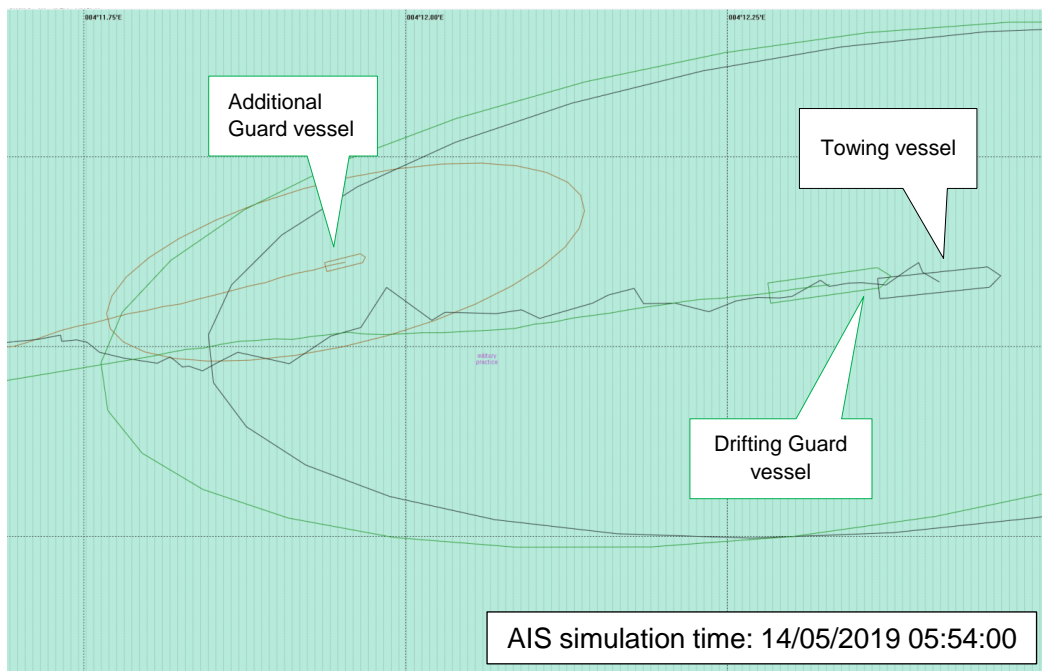 004°11.75'E
004°12.00'E
004°12.25'E
Additional
Guard vessel
Towing vessel
military
practice
Drifting Guard
vessel
AIS simulation time: 14/05/2019 05:54:00